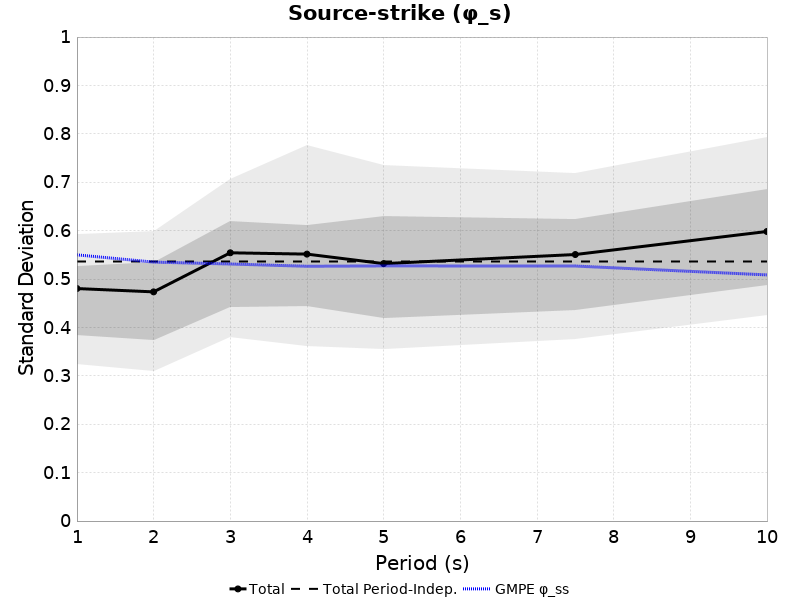 Source-strike (φ_s)
1
0.9
0.8
0.7
0.6
0.5
0.4
0.3
0.2
0.1
0
Standard Deviation
1 2 3 4 5 6 7 8 9 10
Period (s)
Total Total Period-Indep. GMPE φ_ss